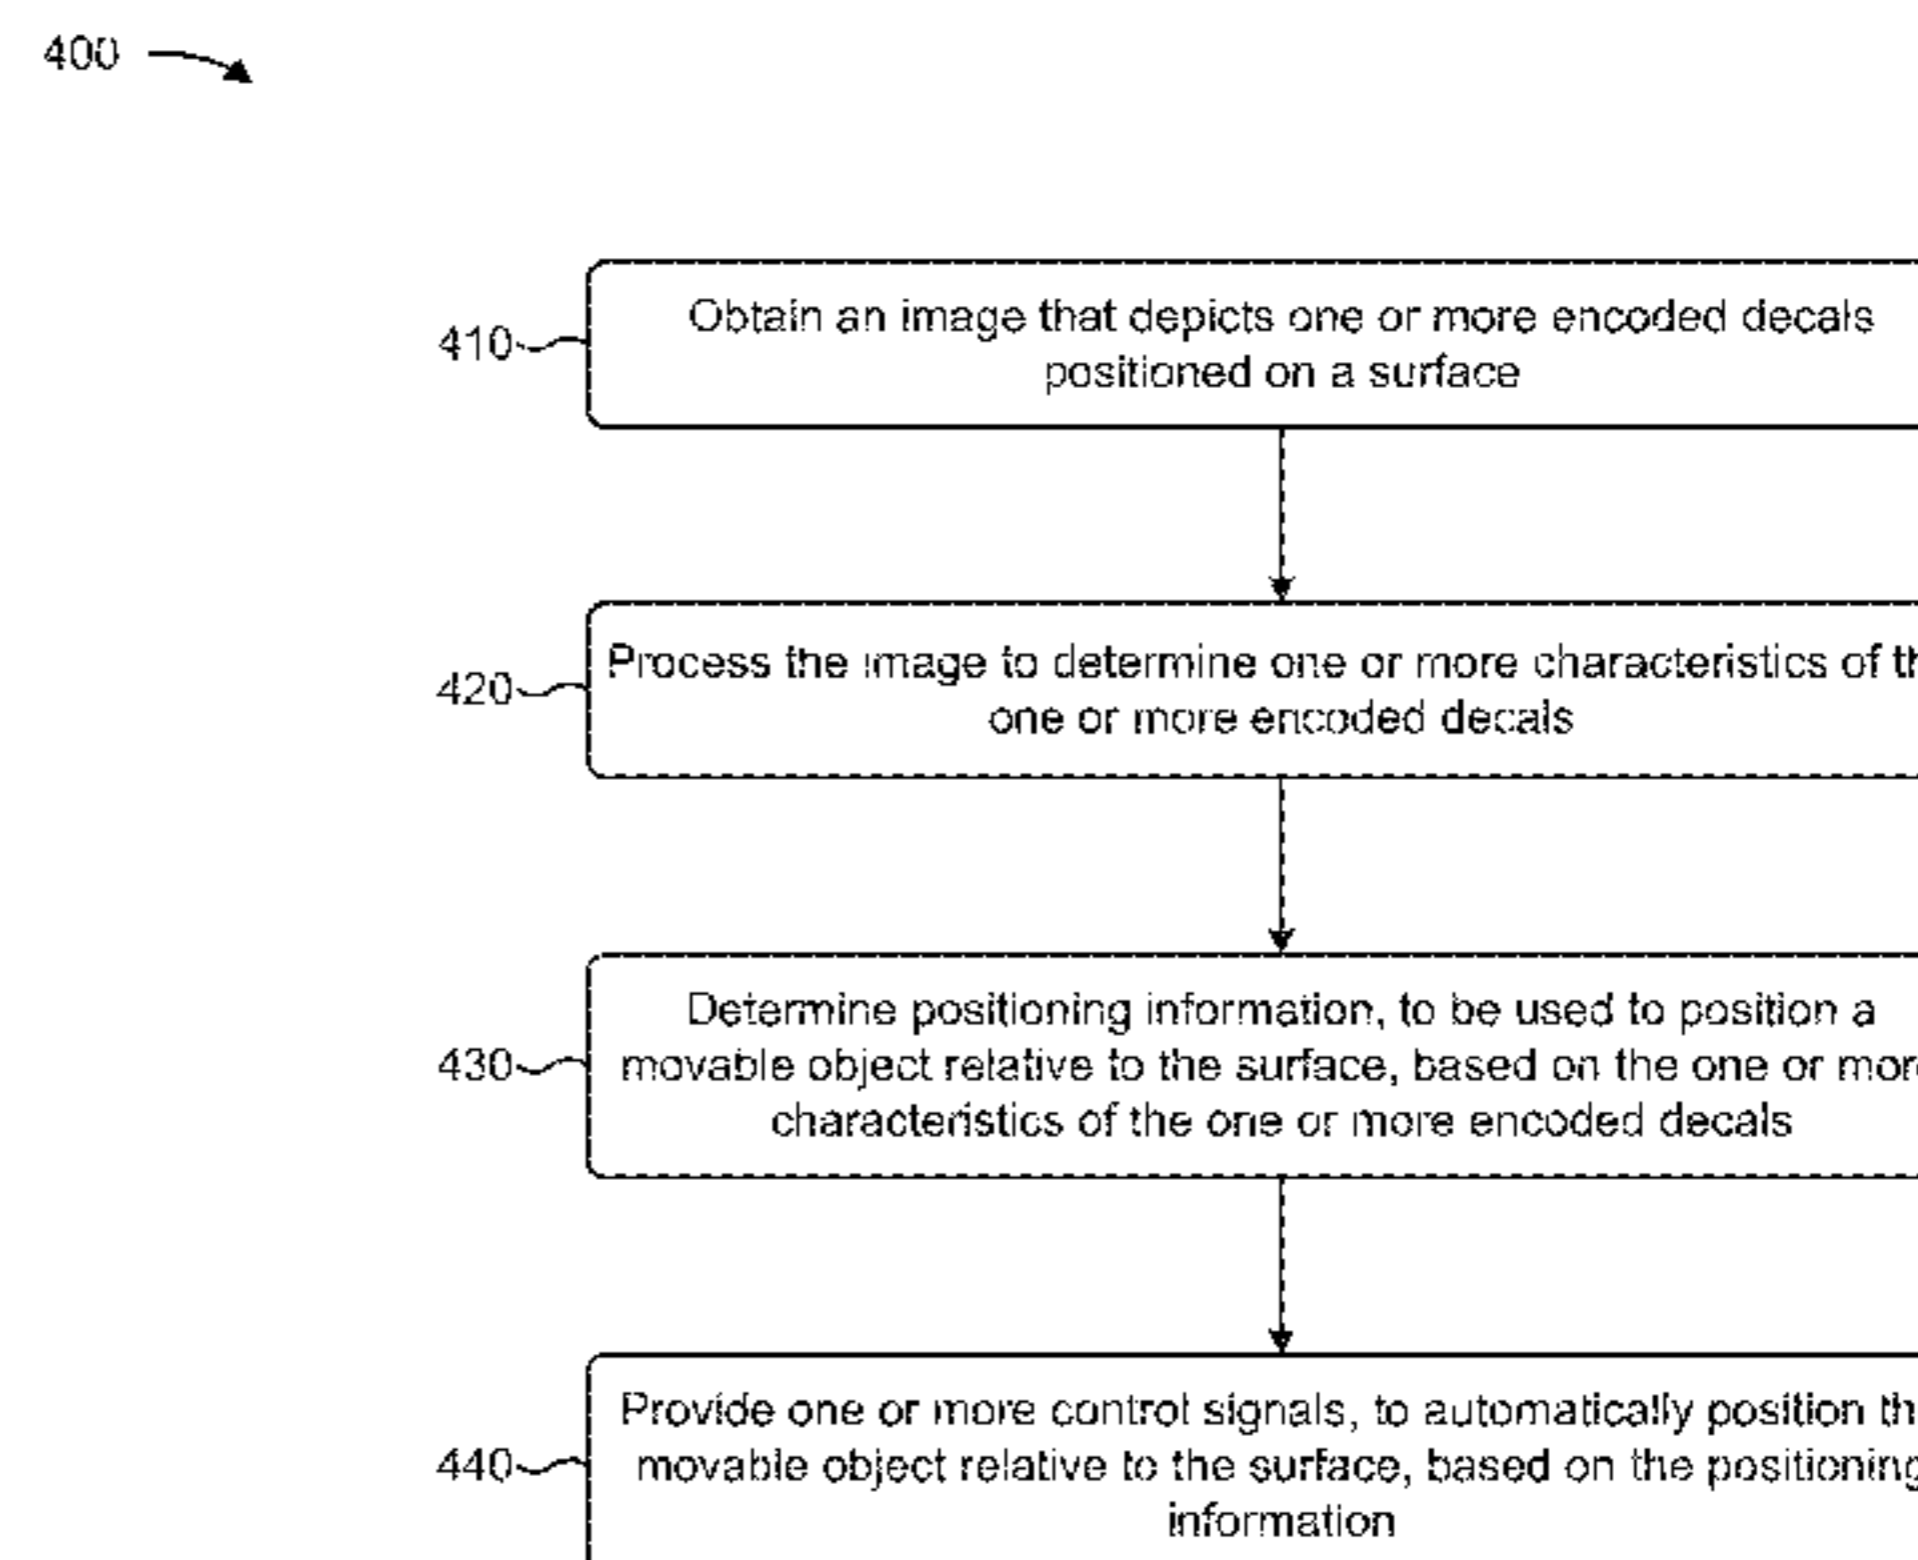 400
410
Obtain an image that depicts one or more encoded decals
positioned on a surface
420
Process the image to determine one or more characteristics of th
one or more encoded decals
430
Determine positioning information, to be used to position a
movable object relative to the surface, based on the one or more
characteristics of the one or more encoded decals
440
Provide one or more control signals, to automatically position th
movable object relative to the surface, based on the positioning
information